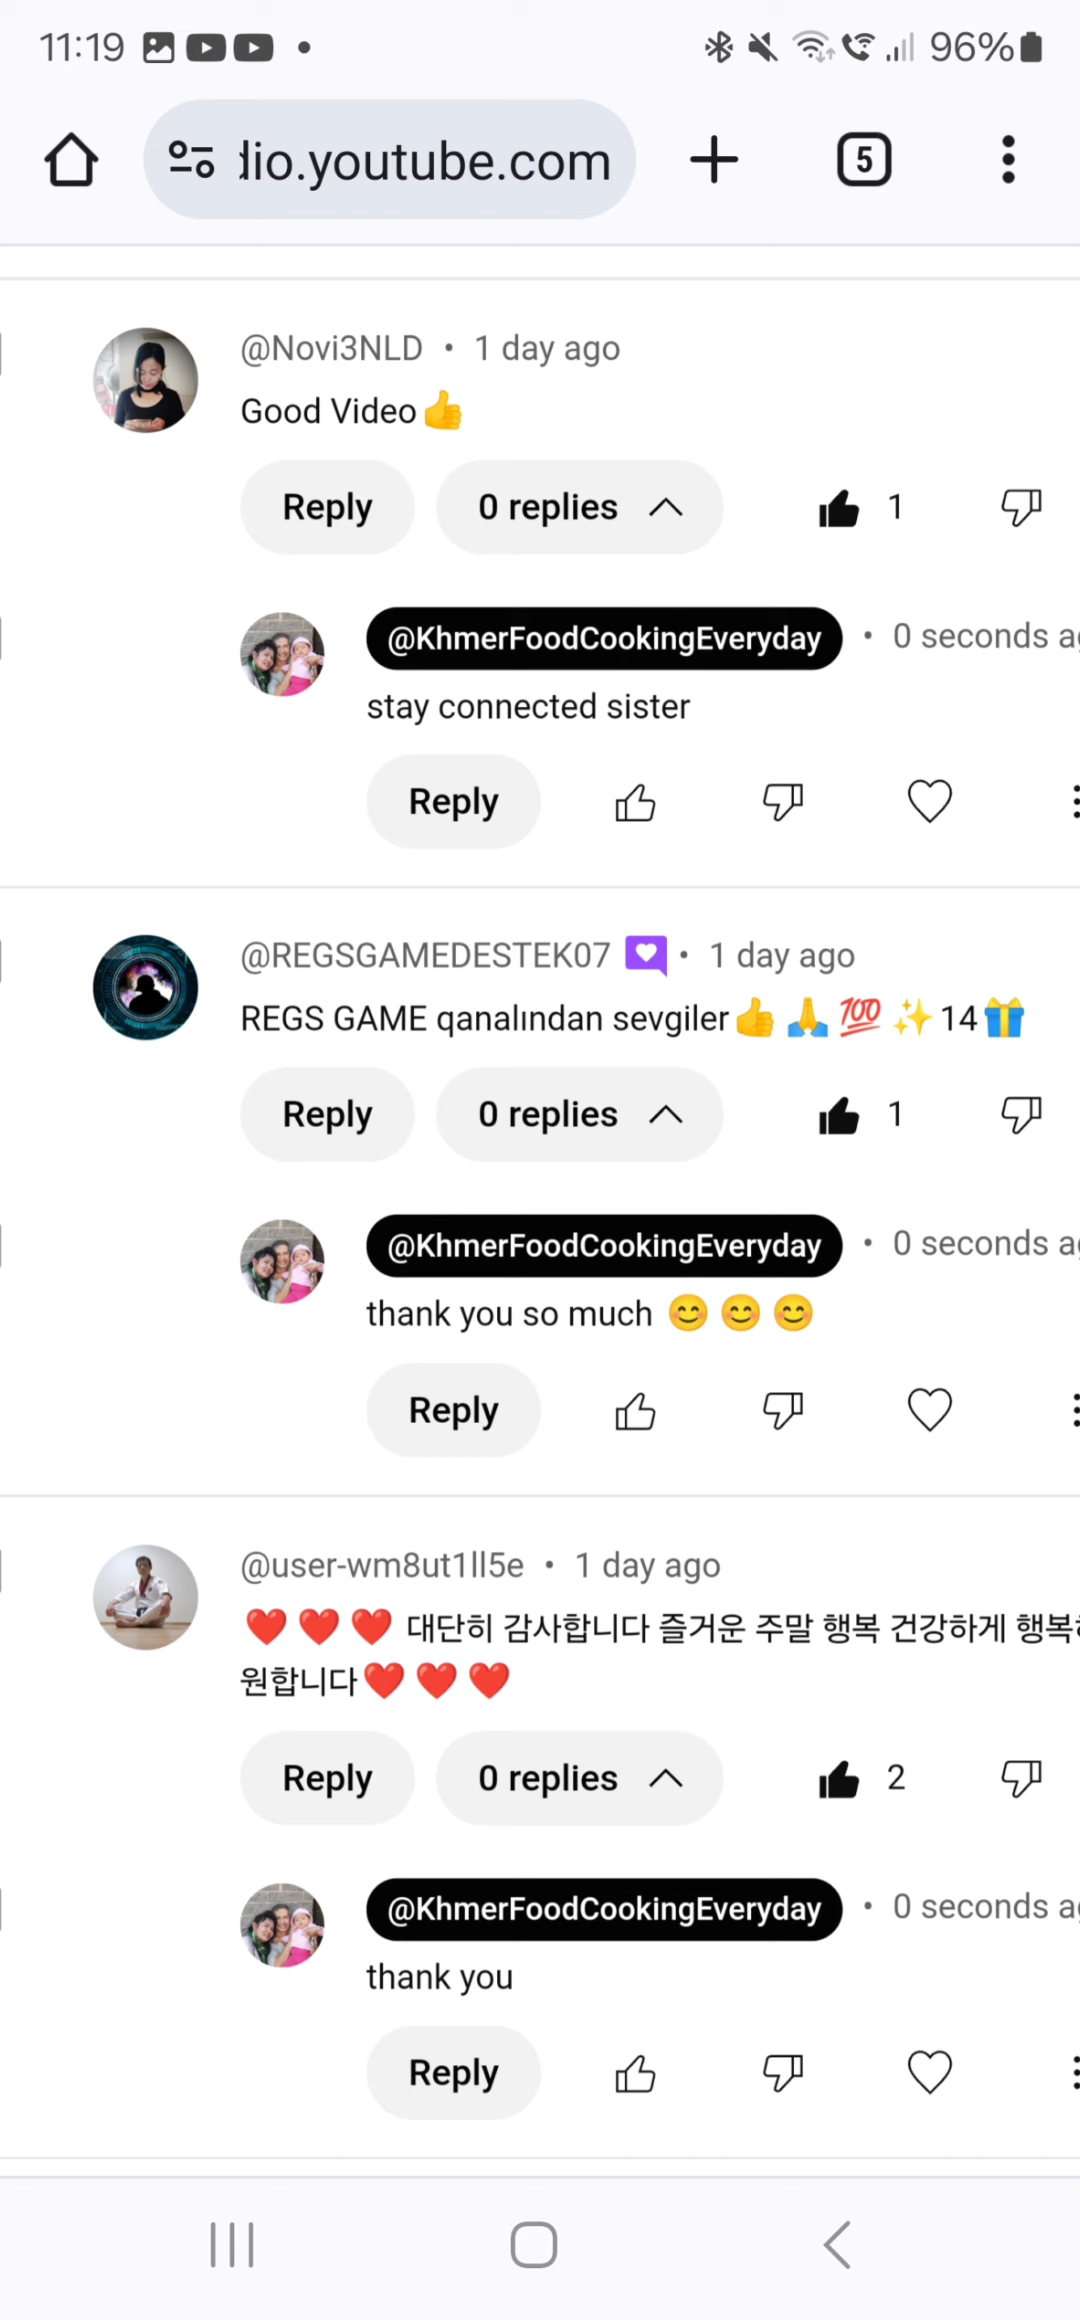 11:19
96%
dio.youtube.com
5
@Novi3NLD • 1 day ago
Good Video👍
Reply
0 replies
1
@KhmerFoodCookingEveryday • 0 seconds
stay connected sister
Reply
@REGSGAMEDESTEK07 • 1 day ago
REGS GAME qanalından sevgiler👍🙏💯✨14🎁
Reply
0 replies
1
@KhmerFoodCookingEveryday • 0 seconds
thank you so much 😊😊😊
Reply
@user-wm8ut1ll5e • 1 day ago
❤️❤️❤️ 대단히 감사합니다 즐거운 주말 행복 건강하게
원합니다❤️❤️❤️
Reply
0 replies
2
@KhmerFoodCookingEveryday • 0 seconds
thank you
Reply